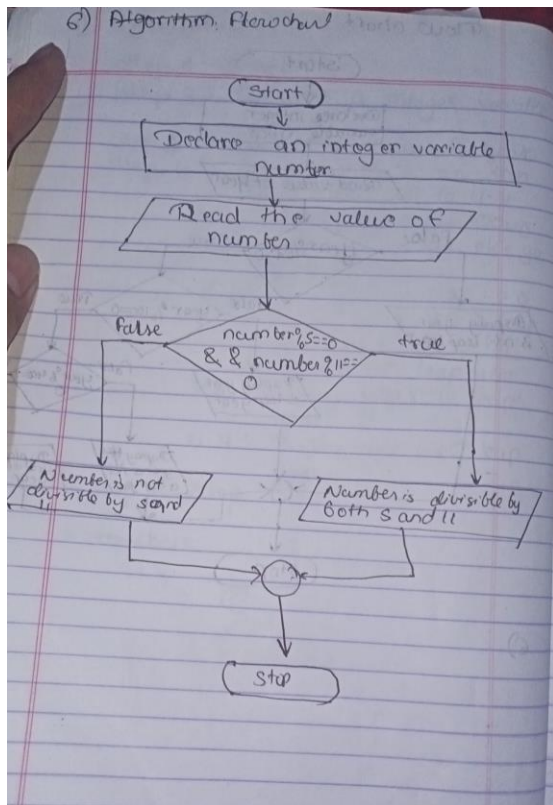 6) Algorithm. Flowchart
Start
Declare an integer variable
number
Read the value of
number
number%5==0
&& number%11==
0
false
true
Number is not
divisible by 5 and
11
Number is divisible by
both 5 and 11
Stop